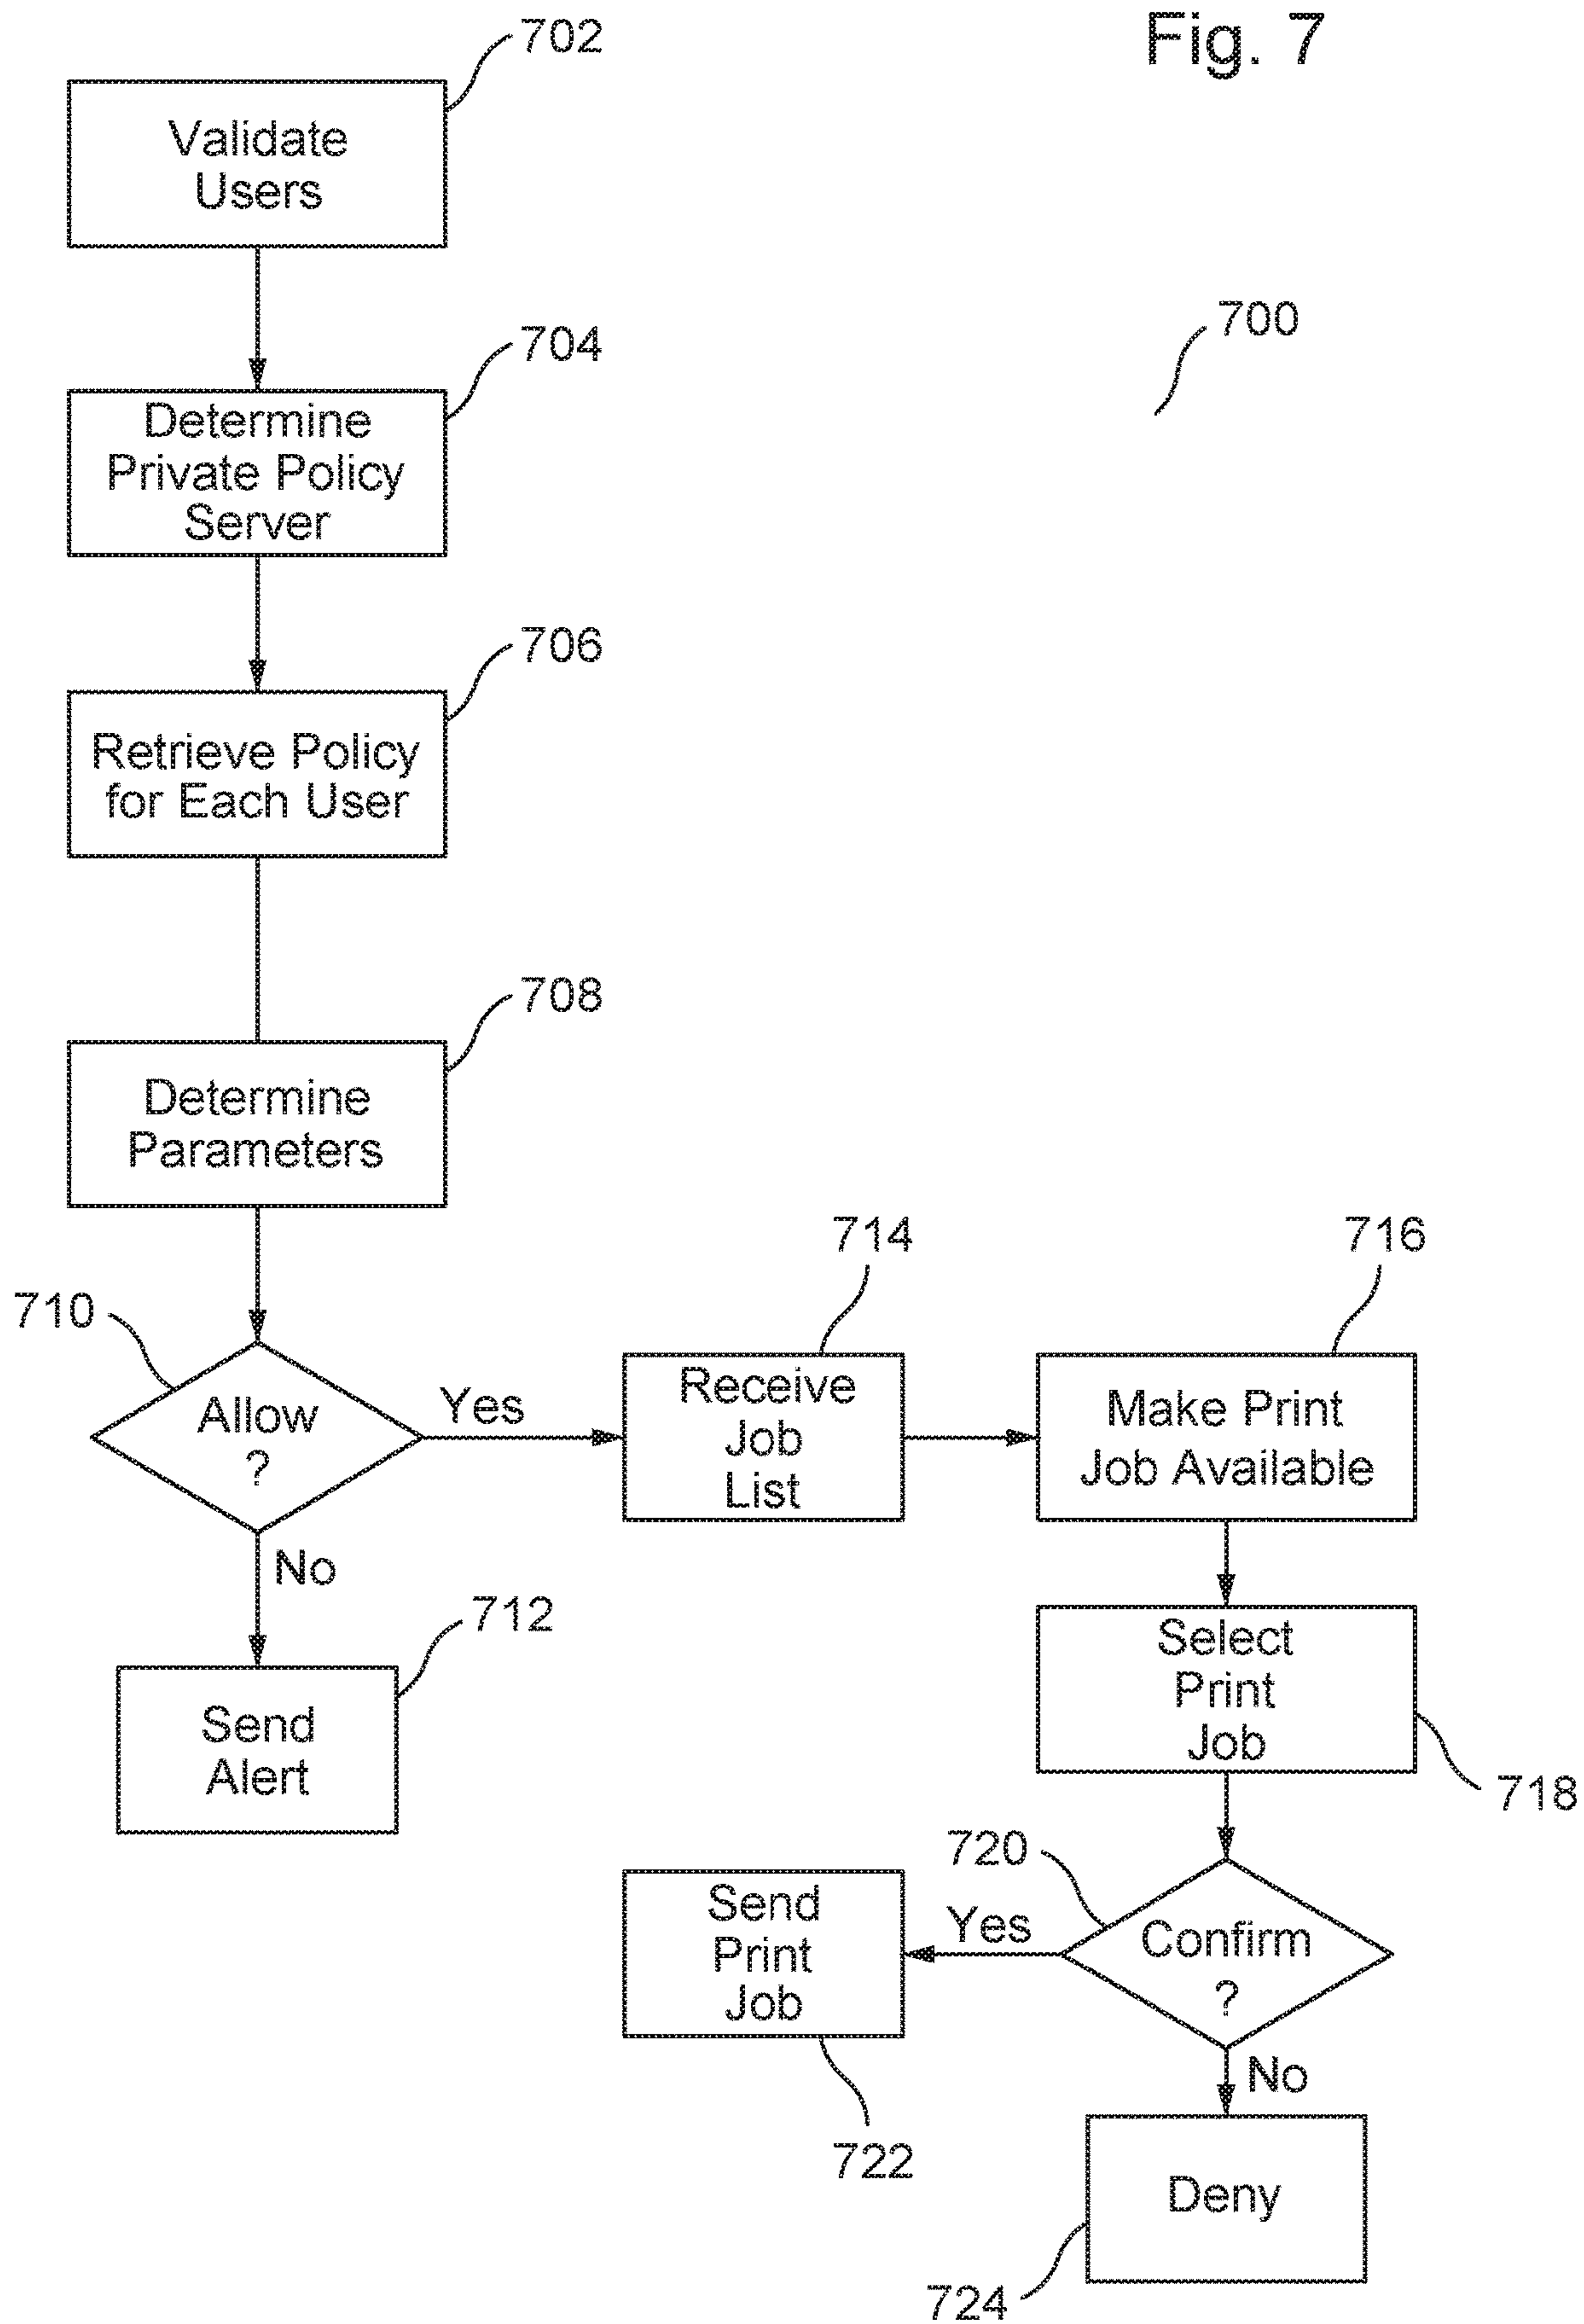 Fig. 7
702
Validate
Users
700
704
Determine
Private Policy
Server
706
Retrieve Policy
for Each User
708
Determine
Parameters
710
Allow
?
Yes
No
712
Send
Alert
714
Receive
Job
List
716
Make Print
Job Available
718
Select
Print
Job
720
Confirm
?
Yes
No
722
Send
Print
Job
724
Deny